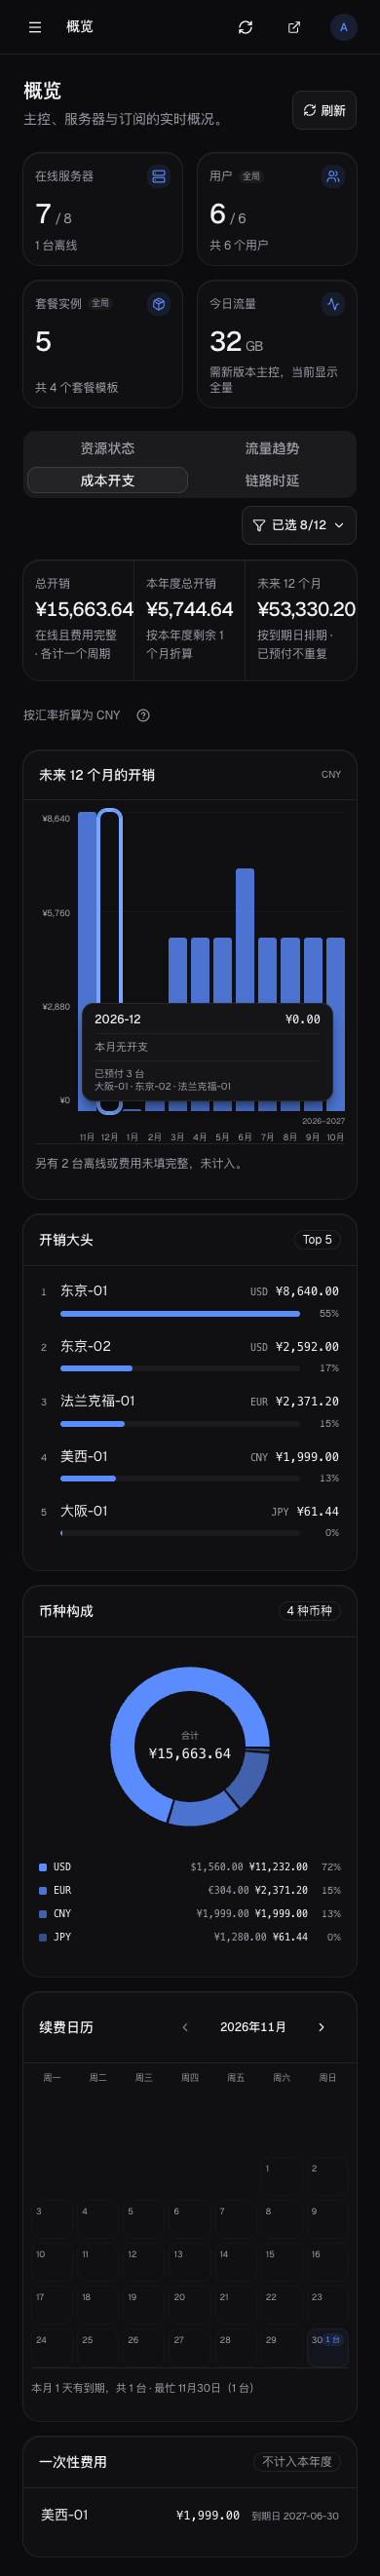 概览
A
概览
主控、服务器与订阅的实时概况。
刷新
在线服务器
7 / 8
1 台离线
用户 全局
6 / 6
共 6 个用户
套餐实例 全局
5
共 4 个套餐模板
今日流量
32 GB
需新版本主控，当前显示
全量
资源状态
流量趋势
成本开支
链路时延
已选 8/12
总开销
¥15,663.64
在线且费用完整
· 各计一个周期
本年度总开销
¥5,744.64
按本年度剩余 1
个月折算
未来 12 个月
¥53,330.20
按到期日排期 ·
已预付不重复
按汇率折算为 CNY
未来 12 个月的开销
CNY
¥8,640
¥5,760
¥2,880
¥0
2026-12 ¥0.00
本月无开支
已预付 3 台
大阪-01 · 东京-02 · 法兰克福-01
2026–2027
11月 12月 1月 2月 3月 4月 5月 6月 7月 8月 9月 10月
另有 2 台离线或费用未填完整，未计入。
开销大头
Top 5
1 东京-01 USD ¥8,640.00
55%
2 东京-02 USD ¥2,592.00
17%
3 法兰克福-01 EUR ¥2,371.20
15%
4 美西-01 CNY ¥1,999.00
13%
5 大阪-01 JPY ¥61.44
0%
币种构成
4 种币种
合计
¥15,663.64
USD $1,560.00 ¥11,232.00 72%
EUR €304.00 ¥2,371.20 15%
CNY ¥1,999.00 ¥1,999.00 13%
JPY ¥1,280.00 ¥61.44 0%
续费日历
2026年11月
周一 周二 周三 周四 周五 周六 周日
1 2
3 4 5 6 7 8 9
10 11 12 13 14 15 16
17 18 19 20 21 22 23
24 25 26 27 28 29 30 1 台
本月 1 天有到期，共 1 台 · 最忙 11月30日（1 台）
一次性费用
不计入本年度
美西-01 ¥1,999.00 到期日 2027-06-30